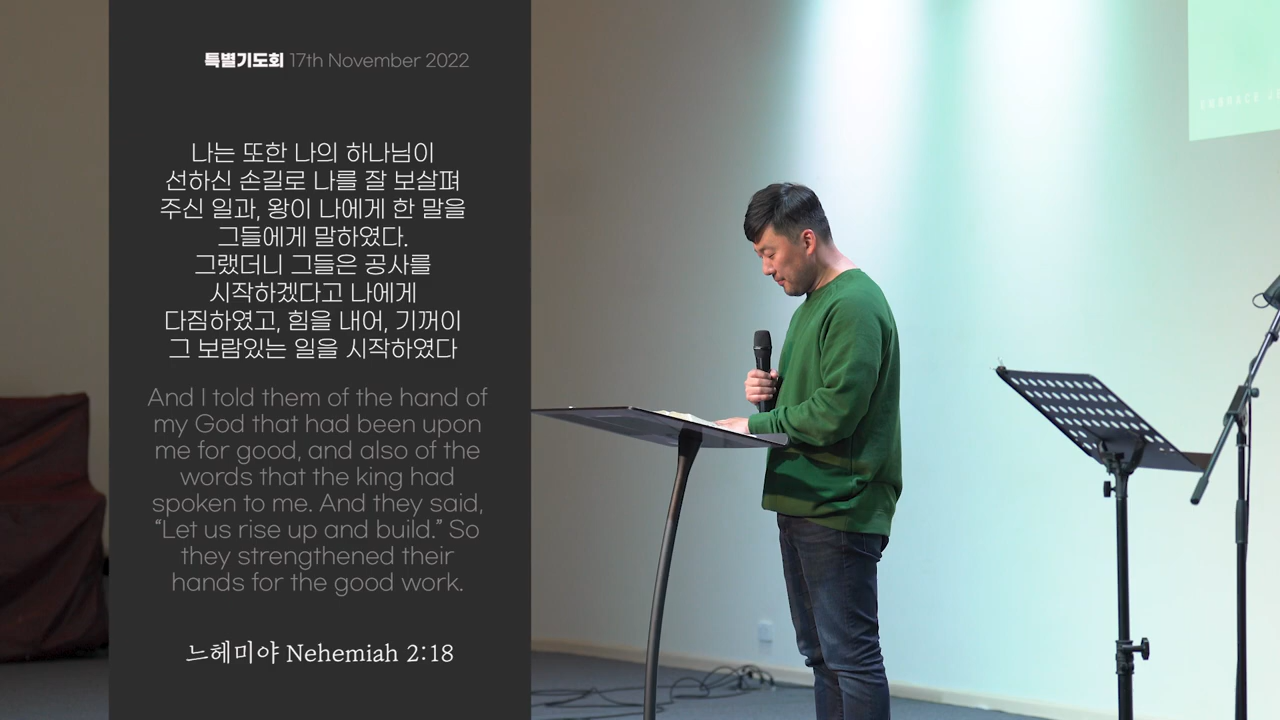 특별기도회 17th November 2022
나는 또한 나의 하나님이
선하신 손길로 나를 잘 보살펴
주신 일과, 왕이 나에게 한 말을
그들에게 말하였다.
그랬더니 그들은 공사를
시작하겠다고 나에게
다짐하였고, 힘을 내어, 기꺼이
그 보람있는 일을 시작하였다
And I told them of the hand of
my God that had been upon
me for good, and also of the
words that the king had
spoken to me. And they said,
“Let us rise up and build.” So
they strengthened their
hands for the good work.
느헤미야 Nehemiah 2:18